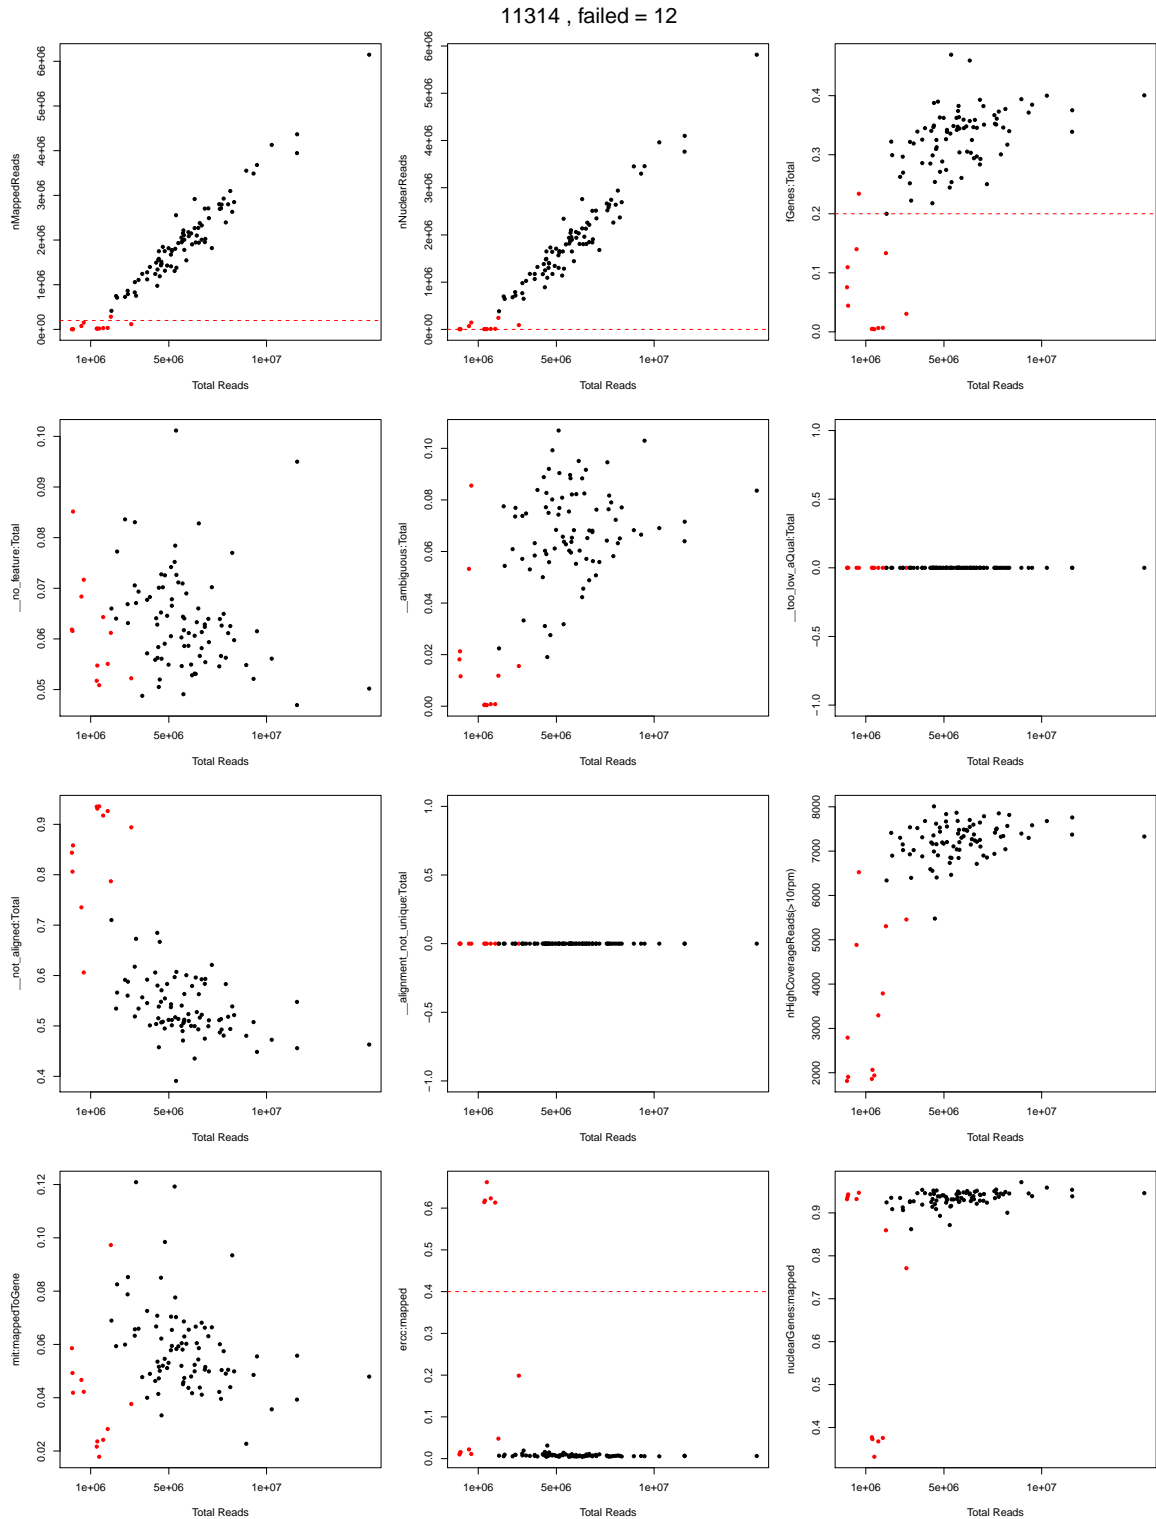 11314 , failed = 12
nMappedReads
0e+00 1e+06 2e+06 3e+06 4e+06 5e+06 6e+06
1e+06 5e+06 1e+07
Total Reads
nNuclearReads
0e+00 1e+06 2e+06 3e+06 4e+06 5e+06 6e+06
1e+06 5e+06 1e+07
Total Reads
fGenes:Total
0.0 0.1 0.2 0.3 0.4
1e+06 5e+06 1e+07
Total Reads
__no_feature:Total
0.05 0.06 0.07 0.08 0.09 0.10
1e+06 5e+06 1e+07
Total Reads
__ambiguous:Total
0.00 0.02 0.04 0.06 0.08 0.10
1e+06 5e+06 1e+07
Total Reads
__too_low_aQual:Total
−1.0 −0.5 0.0 0.5 1.0
1e+06 5e+06 1e+07
Total Reads
__not_aligned:Total
0.4 0.5 0.6 0.7 0.8 0.9
1e+06 5e+06 1e+07
Total Reads
__alignment_not_unique:Total
−1.0 −0.5 0.0 0.5 1.0
1e+06 5e+06 1e+07
Total Reads
nHighCoverageReads(>10rpm)
2000 3000 4000 5000 6000 7000 8000
1e+06 5e+06 1e+07
Total Reads
mit:mappedToGene
0.02 0.04 0.06 0.08 0.10 0.12
1e+06 5e+06 1e+07
Total Reads
ercc:mapped
0.0 0.1 0.2 0.3 0.4 0.5 0.6
1e+06 5e+06 1e+07
Total Reads
nuclearGenes:mapped
0.4 0.5 0.6 0.7 0.8 0.9
1e+06 5e+06 1e+07
Total Reads